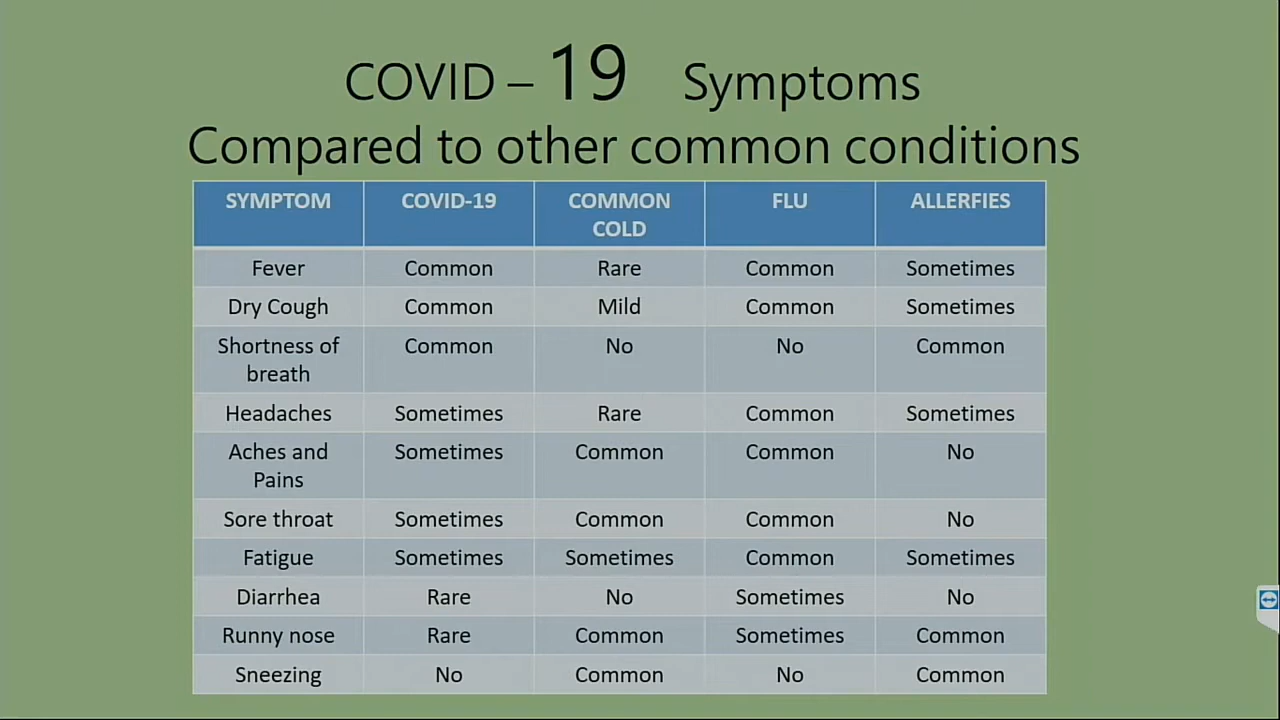 COVID – 19 Symptoms
Compared to other common conditions
SYMPTOM COVID-19 COMMON COLD FLU ALLERFIES
Fever Common Rare Common Sometimes
Dry Cough Common Mild Common Sometimes
Shortness of breath Common No No Common
Headaches Sometimes Rare Common Sometimes
Aches and Pains Sometimes Common Common No
Sore throat Sometimes Common Common No
Fatigue Sometimes Sometimes Common Sometimes
Diarrhea Rare No Sometimes No
Runny nose Rare Common Sometimes Common
Sneezing No Common No Common